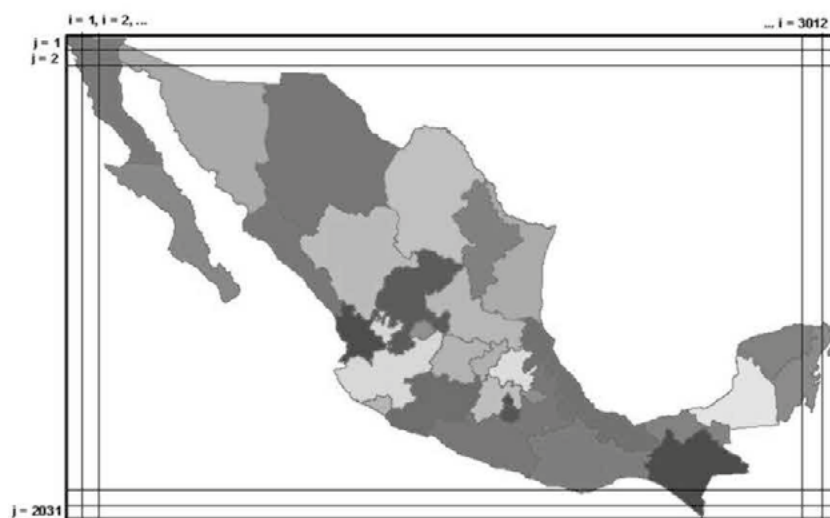 i = 1, i = 2, ...
... i = 3012
j = 1
j = 2
j = 2031